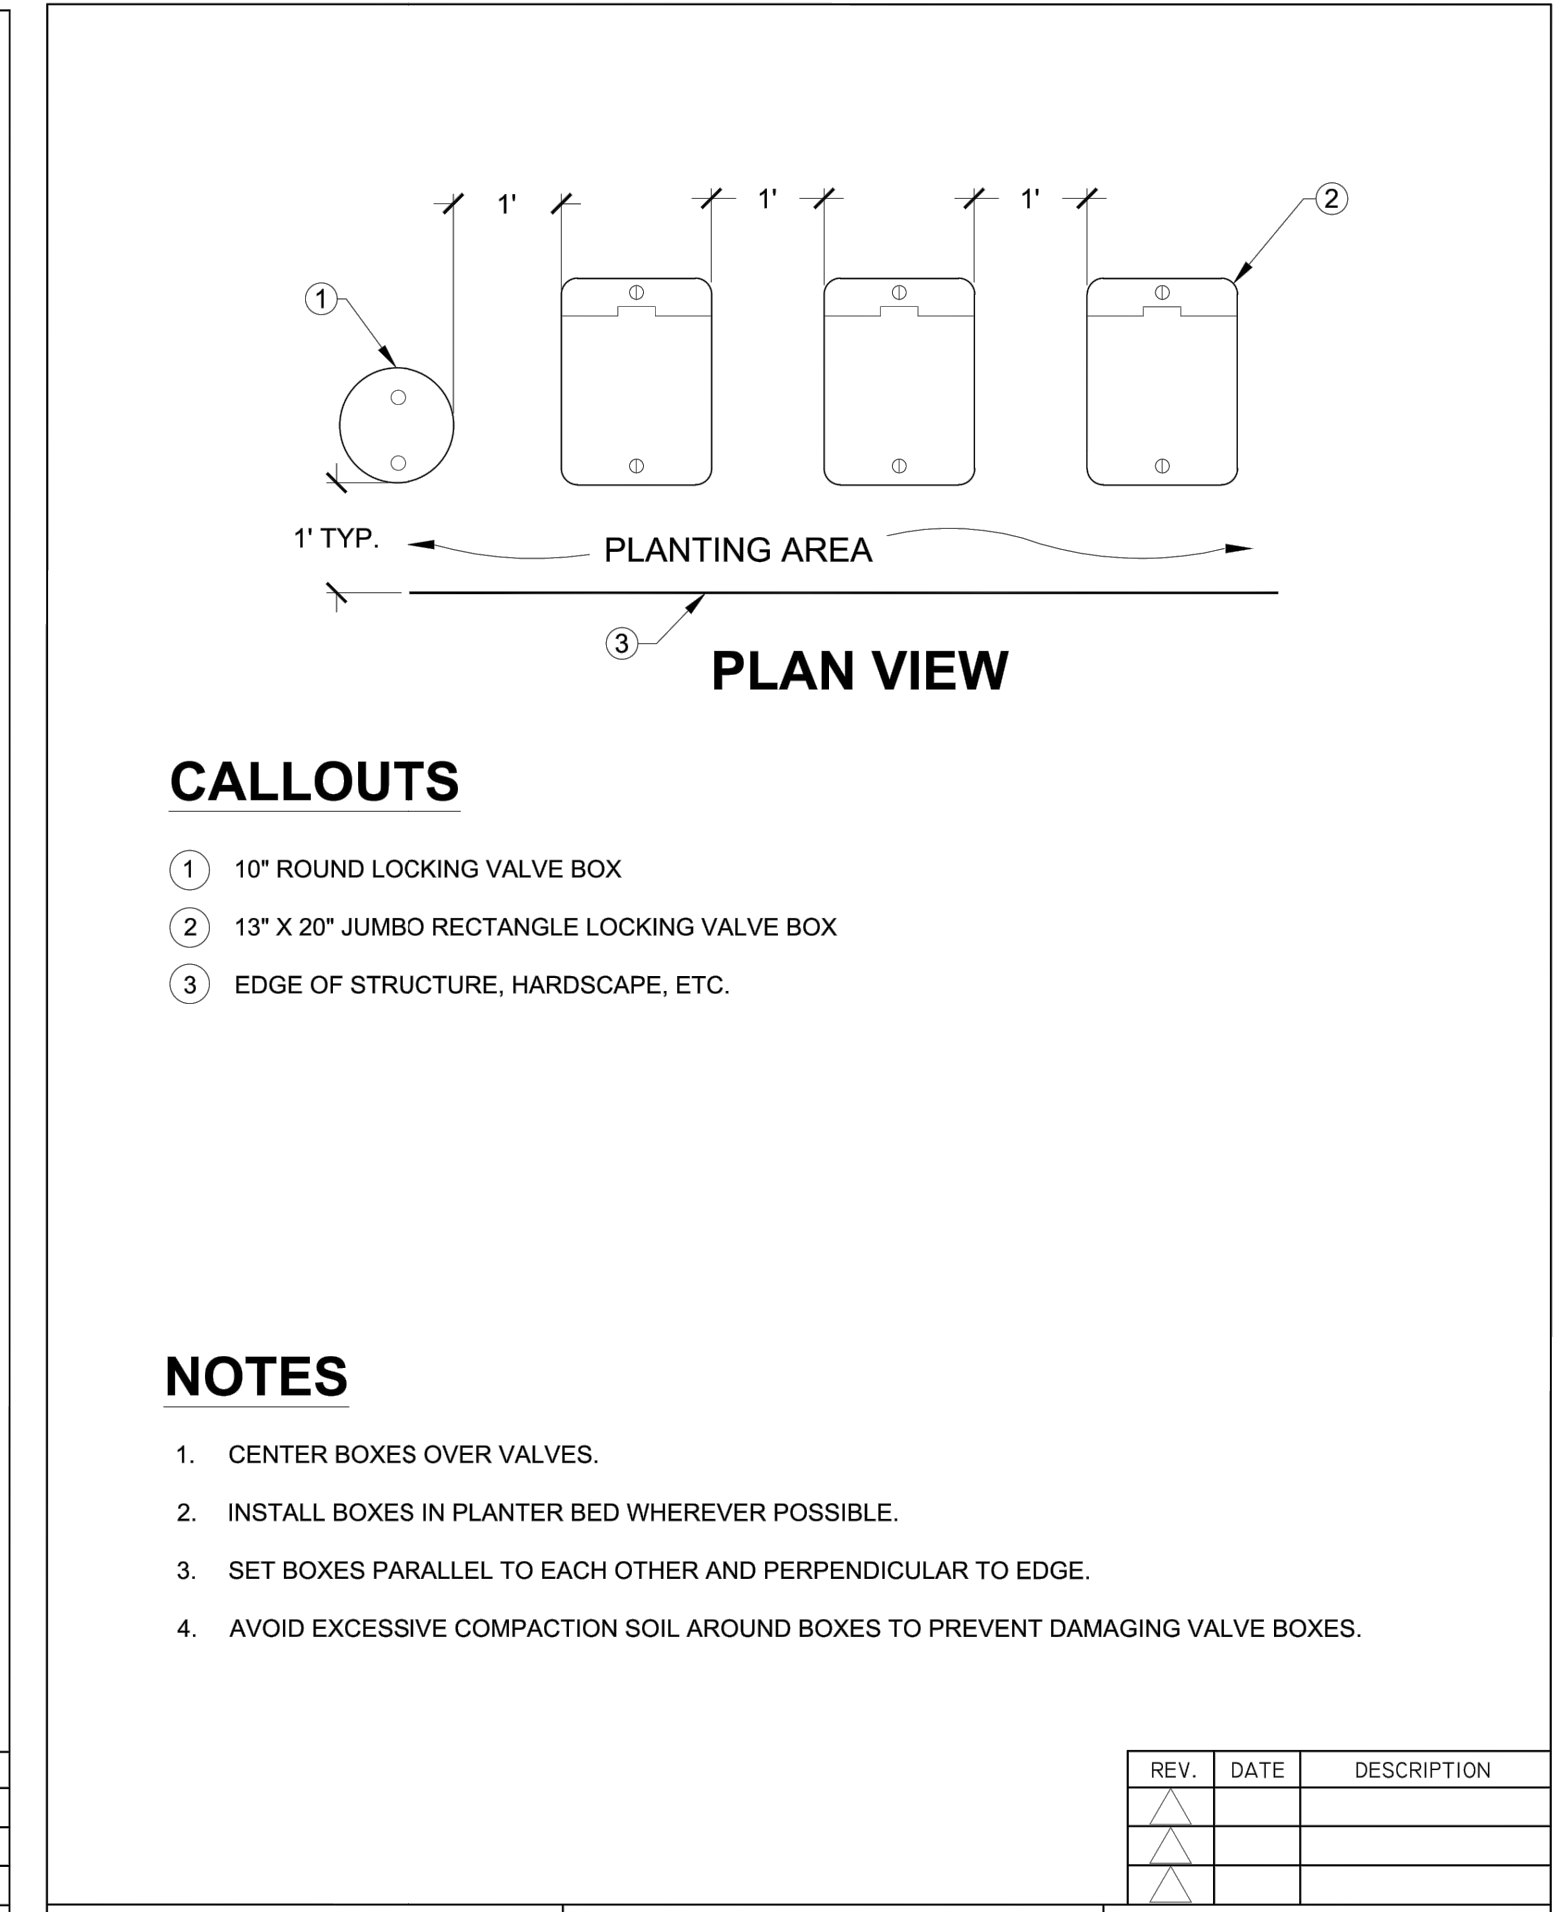 1'
1'
1'
2
1
1' TYP.
PLANTING AREA
3
PLAN VIEW
CALLOUTS
1 10" ROUND LOCKING VALVE BOX
2 13" X 20" JUMBO RECTANGLE LOCKING VALVE BOX
3 EDGE OF STRUCTURE, HARDSCAPE, ETC.
NOTES
1. CENTER BOXES OVER VALVES.
2. INSTALL BOXES IN PLANTER BED WHEREVER POSSIBLE.
3. SET BOXES PARALLEL TO EACH OTHER AND PERPENDICULAR TO EDGE.
4. AVOID EXCESSIVE COMPACTION SOIL AROUND BOXES TO PREVENT DAMAGING VALVE BOXES.
REV. DATE DESCRIPTION